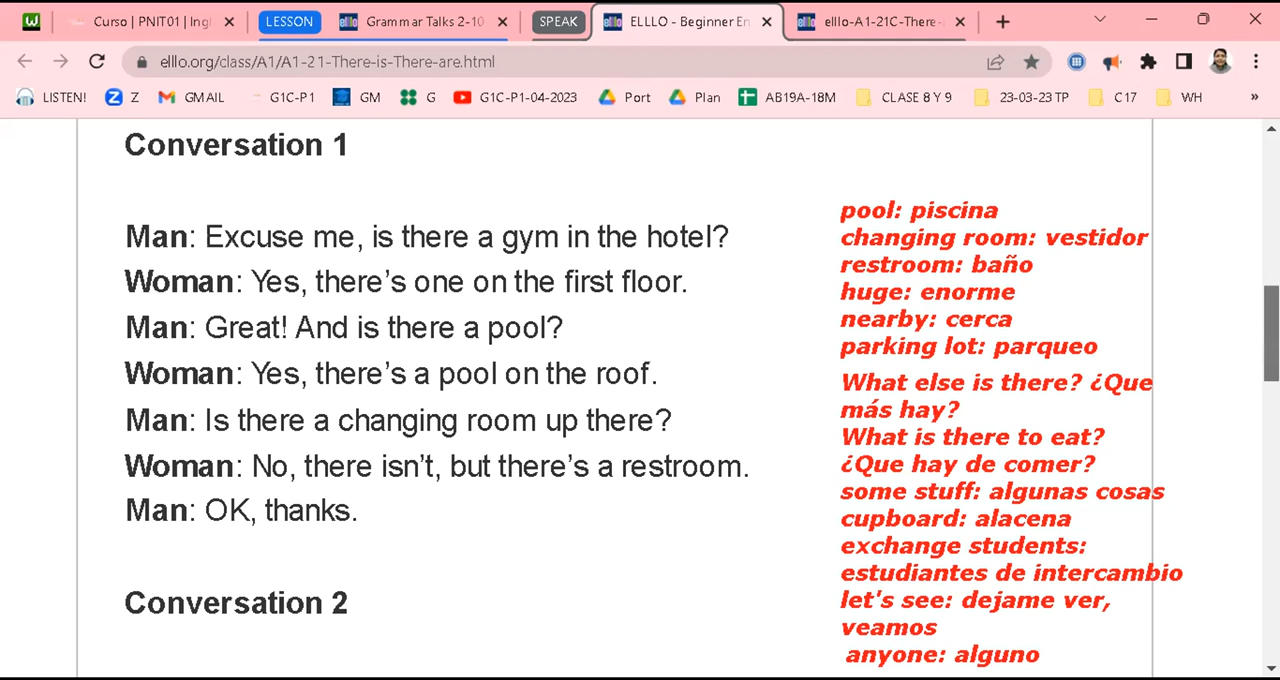 Curso | PNIT01 | Ingl
LESSON
Grammar Talks 2-10
SPEAK
ELLLO - Beginner En
elllo-A1-21C-There-
elllo.org/class/A1/A1-21-There-is-There-are.html
LISTEN!
Z
GMAIL
G1C-P1
GM
G
G1C-P1-04-2023
Port
Plan
AB19A-18M
CLASE 8 Y 9
23-03-23 TP
C17
WH
»
Conversation 1
Man: Excuse me, is there a gym in the hotel?
Woman: Yes, there’s one on the first floor.
Man: Great! And is there a pool?
Woman: Yes, there’s a pool on the roof.
Man: Is there a changing room up there?
Woman: No, there isn’t, but there’s a restroom.
Man: OK, thanks.
Conversation 2
pool: piscina
changing room: vestidor
restroom: baño
huge: enorme
nearby: cerca
parking lot: parqueo
What else is there? ¿Que
más hay?
What is there to eat?
¿Que hay de comer?
some stuff: algunas cosas
cupboard: alacena
exchange students:
estudiantes de intercambio
let's see: dejame ver,
veamos
anyone: alguno